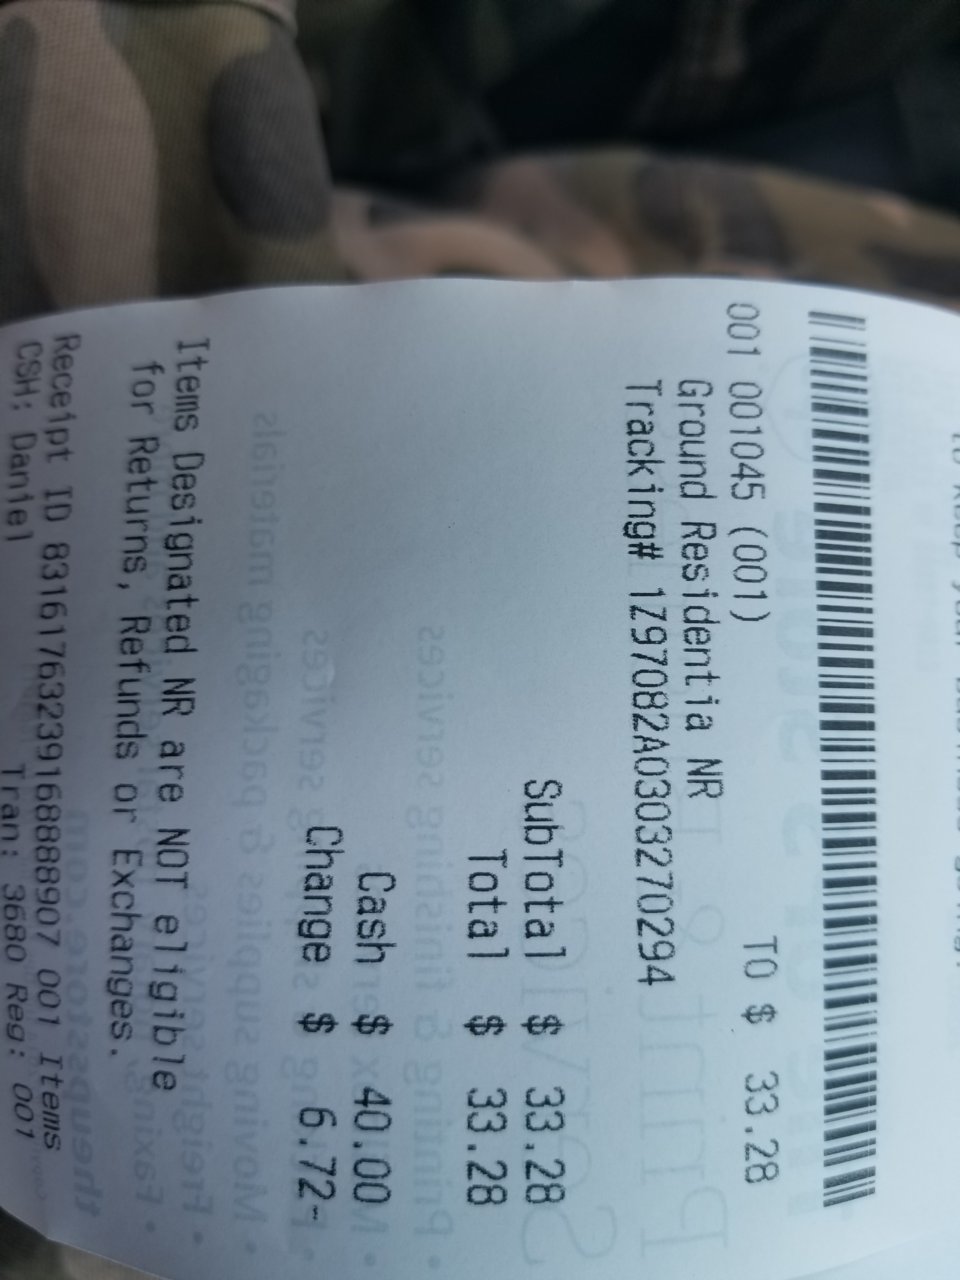 001 001045 (001) TO $ 33.28
Ground Residentia NR
Tracking# 1Z97082A0303270294
SubTotal $ 33.28
Total $ 33.28
Cash $ 40.00
Change $ 6.72-
Items Designated NR are NOT eligible
for Returns, Refunds or Exchanges.
Receipt ID 83161763239168888907 001 Items
CSH: Daniel Tran: 3680 Reg: 001